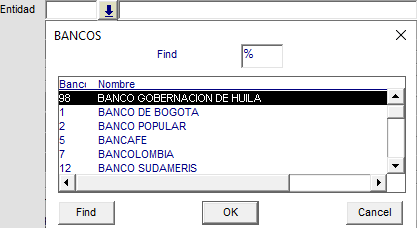 Entidad
BANCOS
Find %
Banco Nombre
98 BANCO GOBERNACION DE HUILA
1 BANCO DE BOGOTA
2 BANCO POPULAR
5 BANCAFE
7 BANCOLOMBIA
12 BANCO SUDAMERIS
Find OK Cancel